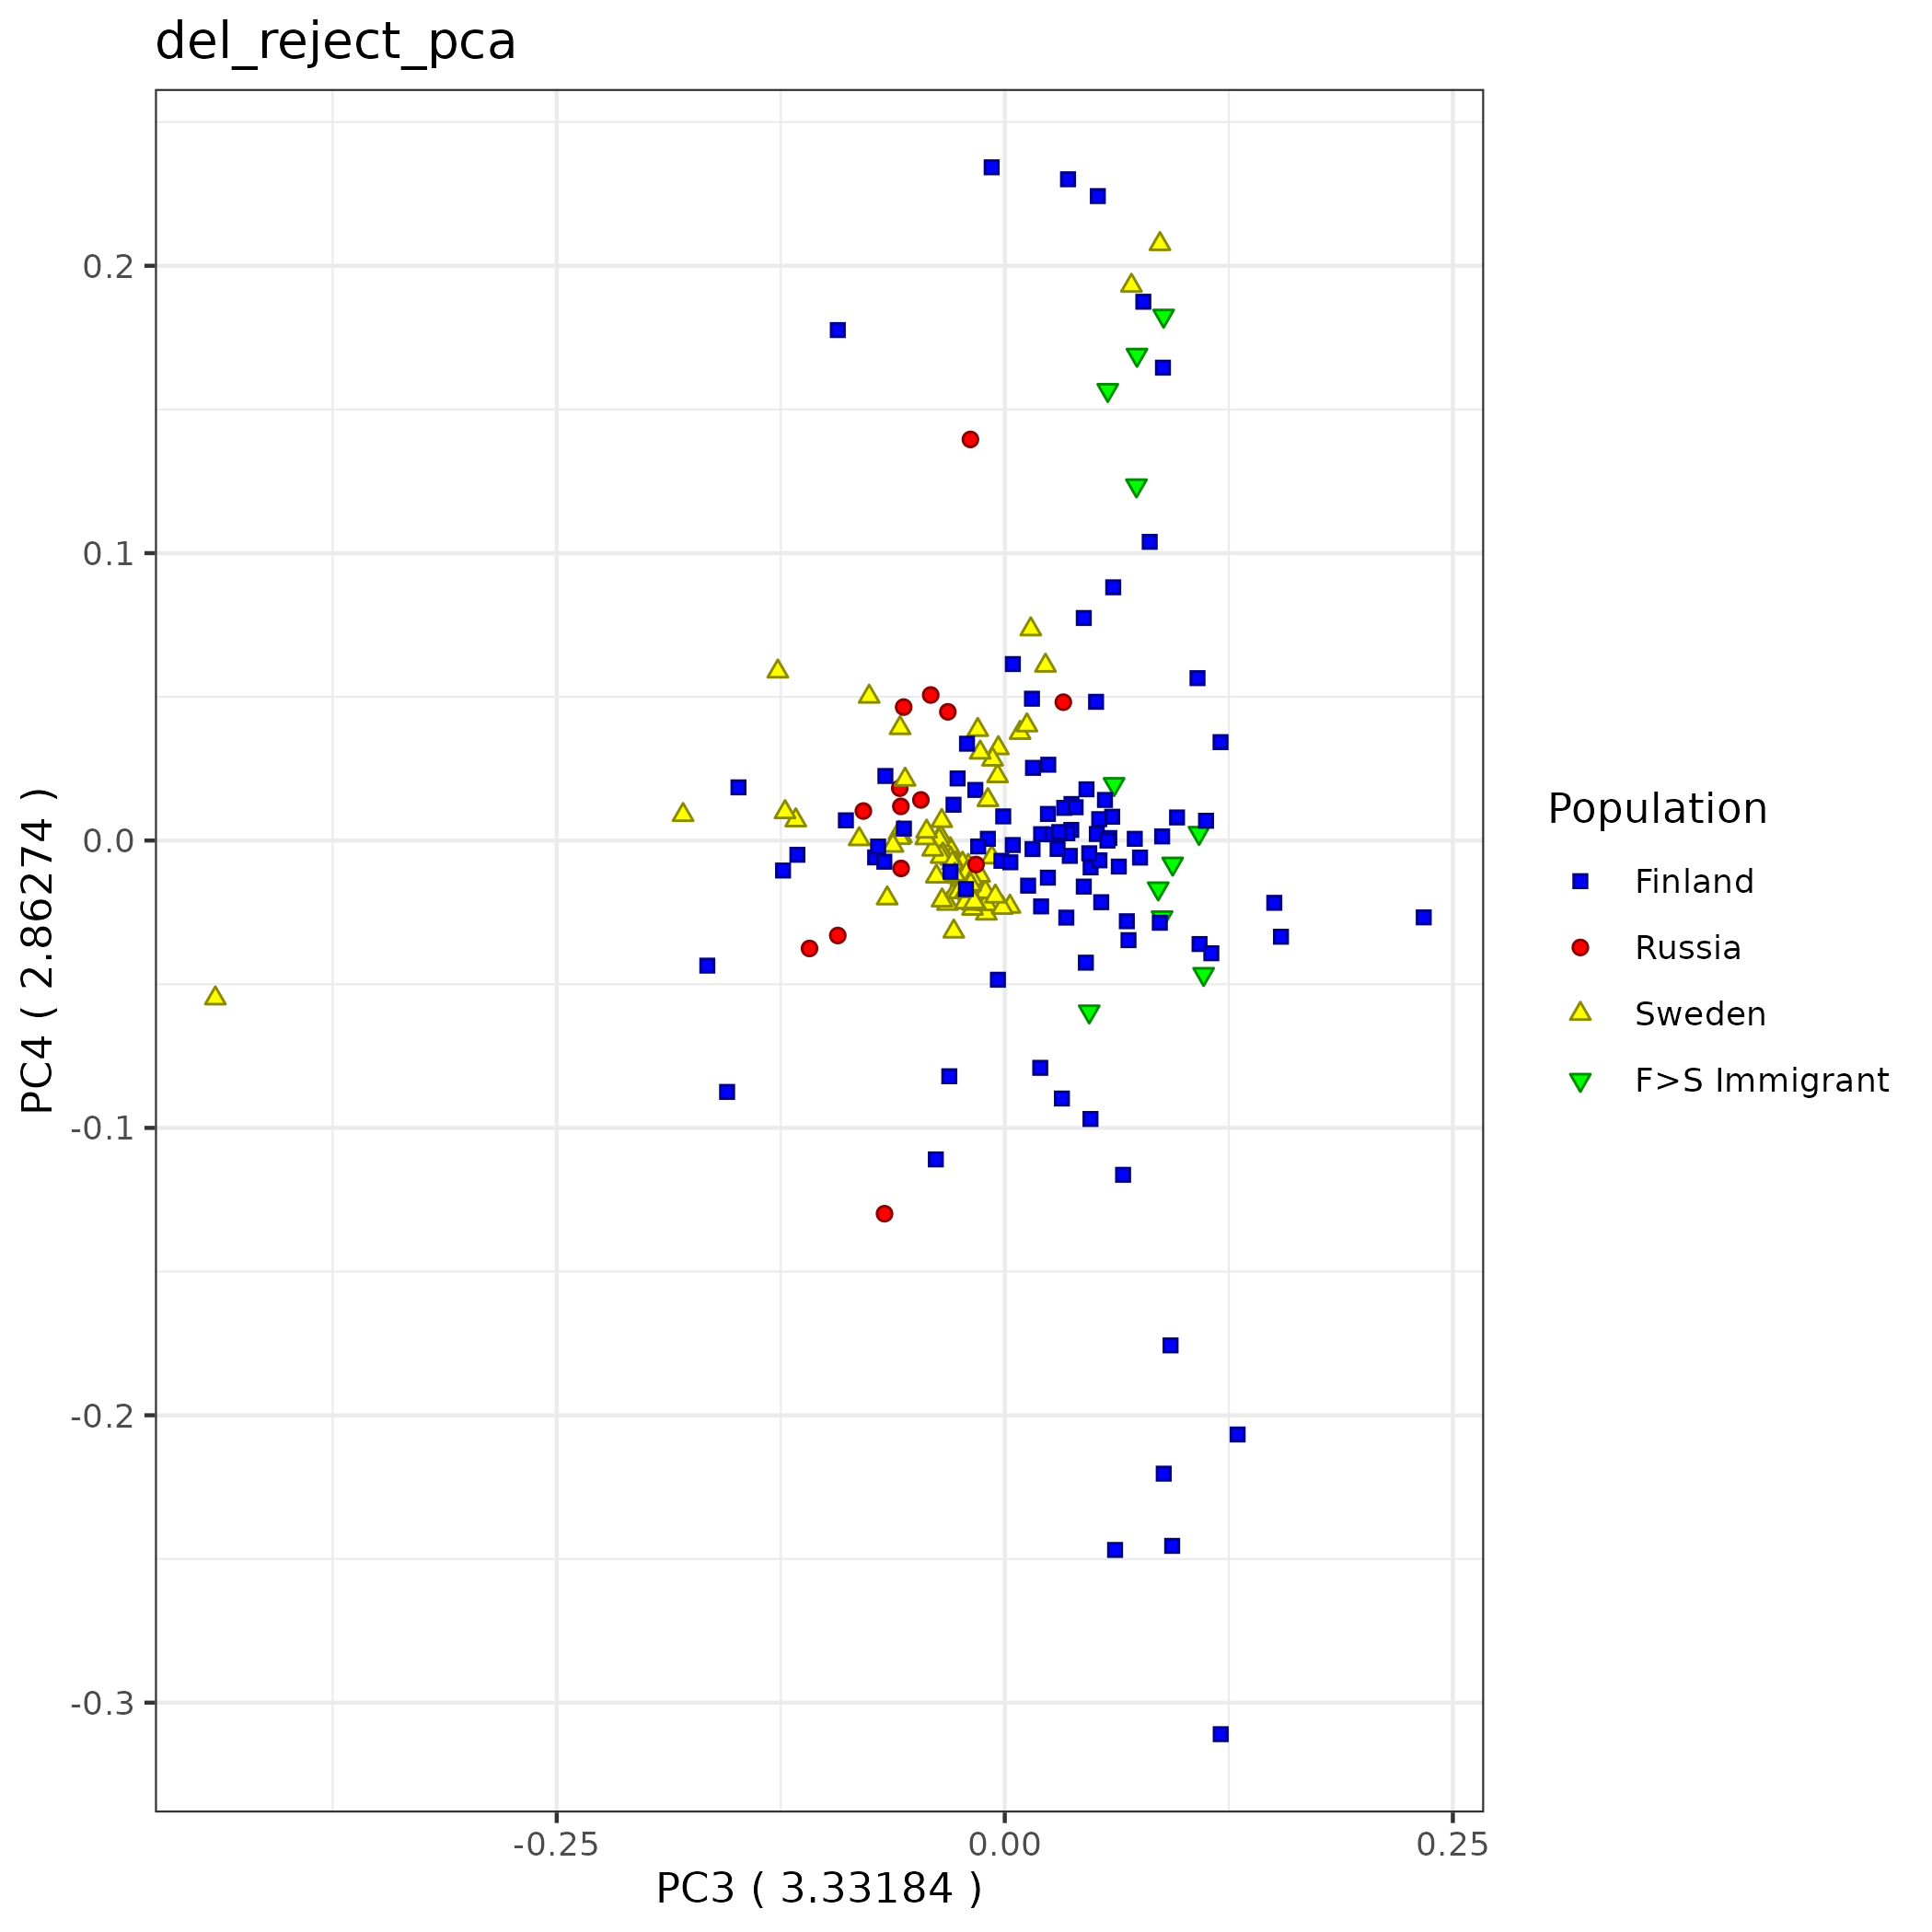 del_reject_pca
0.2
0.1
0.0
-0.1
-0.2
-0.3
PC4 ( 2.86274 )
-0.25
0.00
0.25
PC3 ( 3.33184 )
Population
Finland
Russia
Sweden
F>S Immigrant